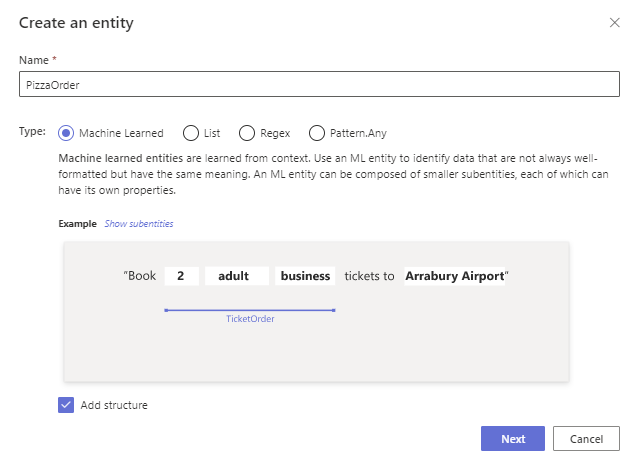 Create an entity
Name *
PizzaOrder
Type: Machine Learned List Regex Pattern.Any
Machine learned entities are learned from context. Use an ML entity to identify data that are not always well-
formatted but have the same meaning. An ML entity can be composed of smaller subentities, each of which can
have its own properties.
Example Show subentities
"Book 2 adult business tickets to Arrabury Airport"
TicketOrder
Add structure
Next Cancel